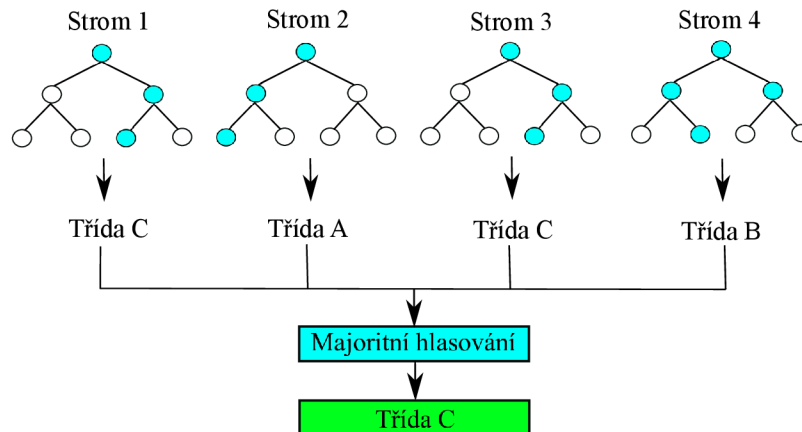 Strom 1 Strom 2 Strom 3 Strom 4
Třída C Třída A Třída C Třída B
Majoritní hlasování
Třída C